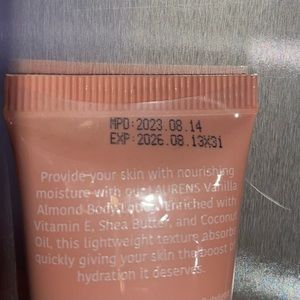 MPD:2023.08.14
EXP:2026.08.13X31
Provide your skin with nourishing
moisture with our LAURENS Vanilla
Almond Body Lotion. Enriched with
Vitamin E, Shea Butter, and Coconut
Oil, this lightweight texture absorbs
quickly giving your skin the boost of
hydration it deserves.